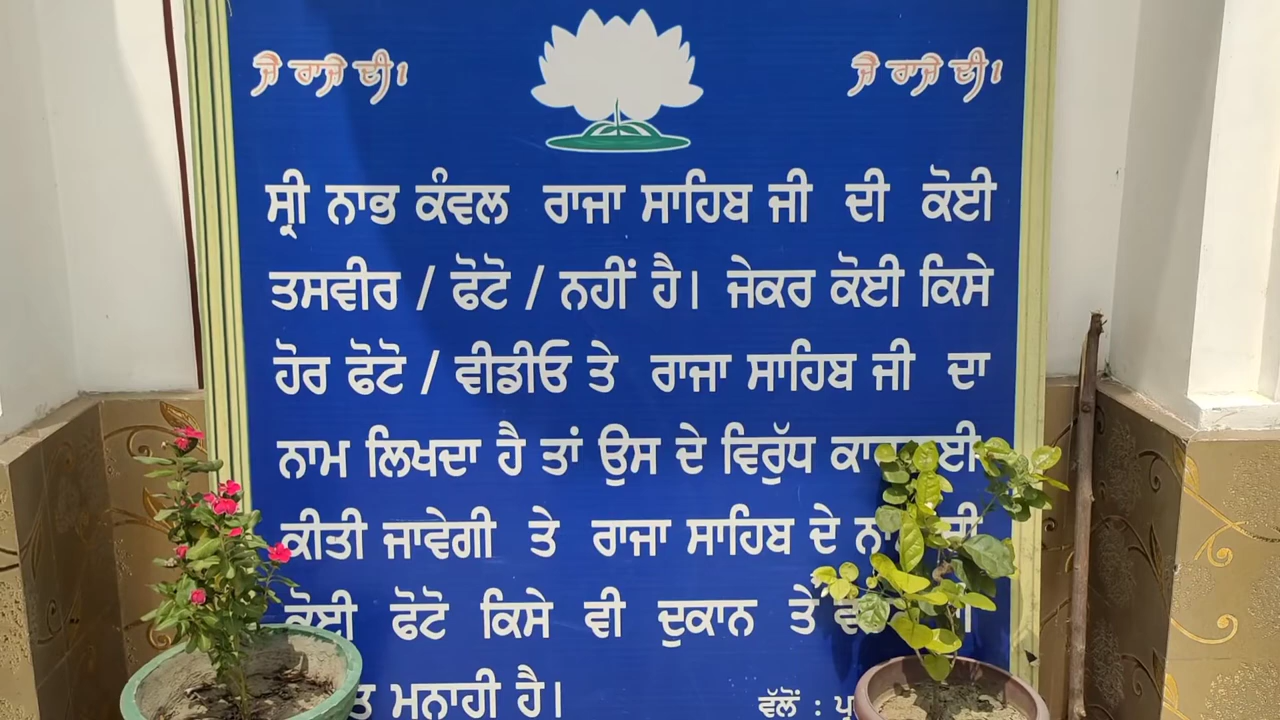 ਜੈ ਰਾਜੇ ਦੀ। ਜੈ ਰਾਜੇ ਦੀ।
ਸ੍ਰੀ ਨਾਭ ਕੰਵਲ ਰਾਜਾ ਸਾਹਿਬ ਜੀ ਦੀ ਕੋਈ
ਤਸਵੀਰ / ਫੋਟੋ / ਨਹੀਂ ਹੈ। ਜੇਕਰ ਕੋਈ ਕਿਸੇ
ਹੋਰ ਫੋਟੋ / ਵੀਡੀਓ ਤੇ ਰਾਜਾ ਸਾਹਿਬ ਜੀ ਦਾ
ਨਾਮ ਲਿਖਦਾ ਹੈ ਤਾਂ ਉਸ ਦੇ ਵਿਰੁੱਧ
ਕੀਤੀ ਜਾਵੇਗੀ ਤੇ ਰਾਜਾ ਸਾਹਿਬ ਦੇ
ਕੋਈ ਫੋਟੋ ਕਿਸੇ ਵੀ ਦੁਕਾਨ ਤੇ
ਮਨਾਹੀ ਹੈ। ਵੱਲੋਂ :